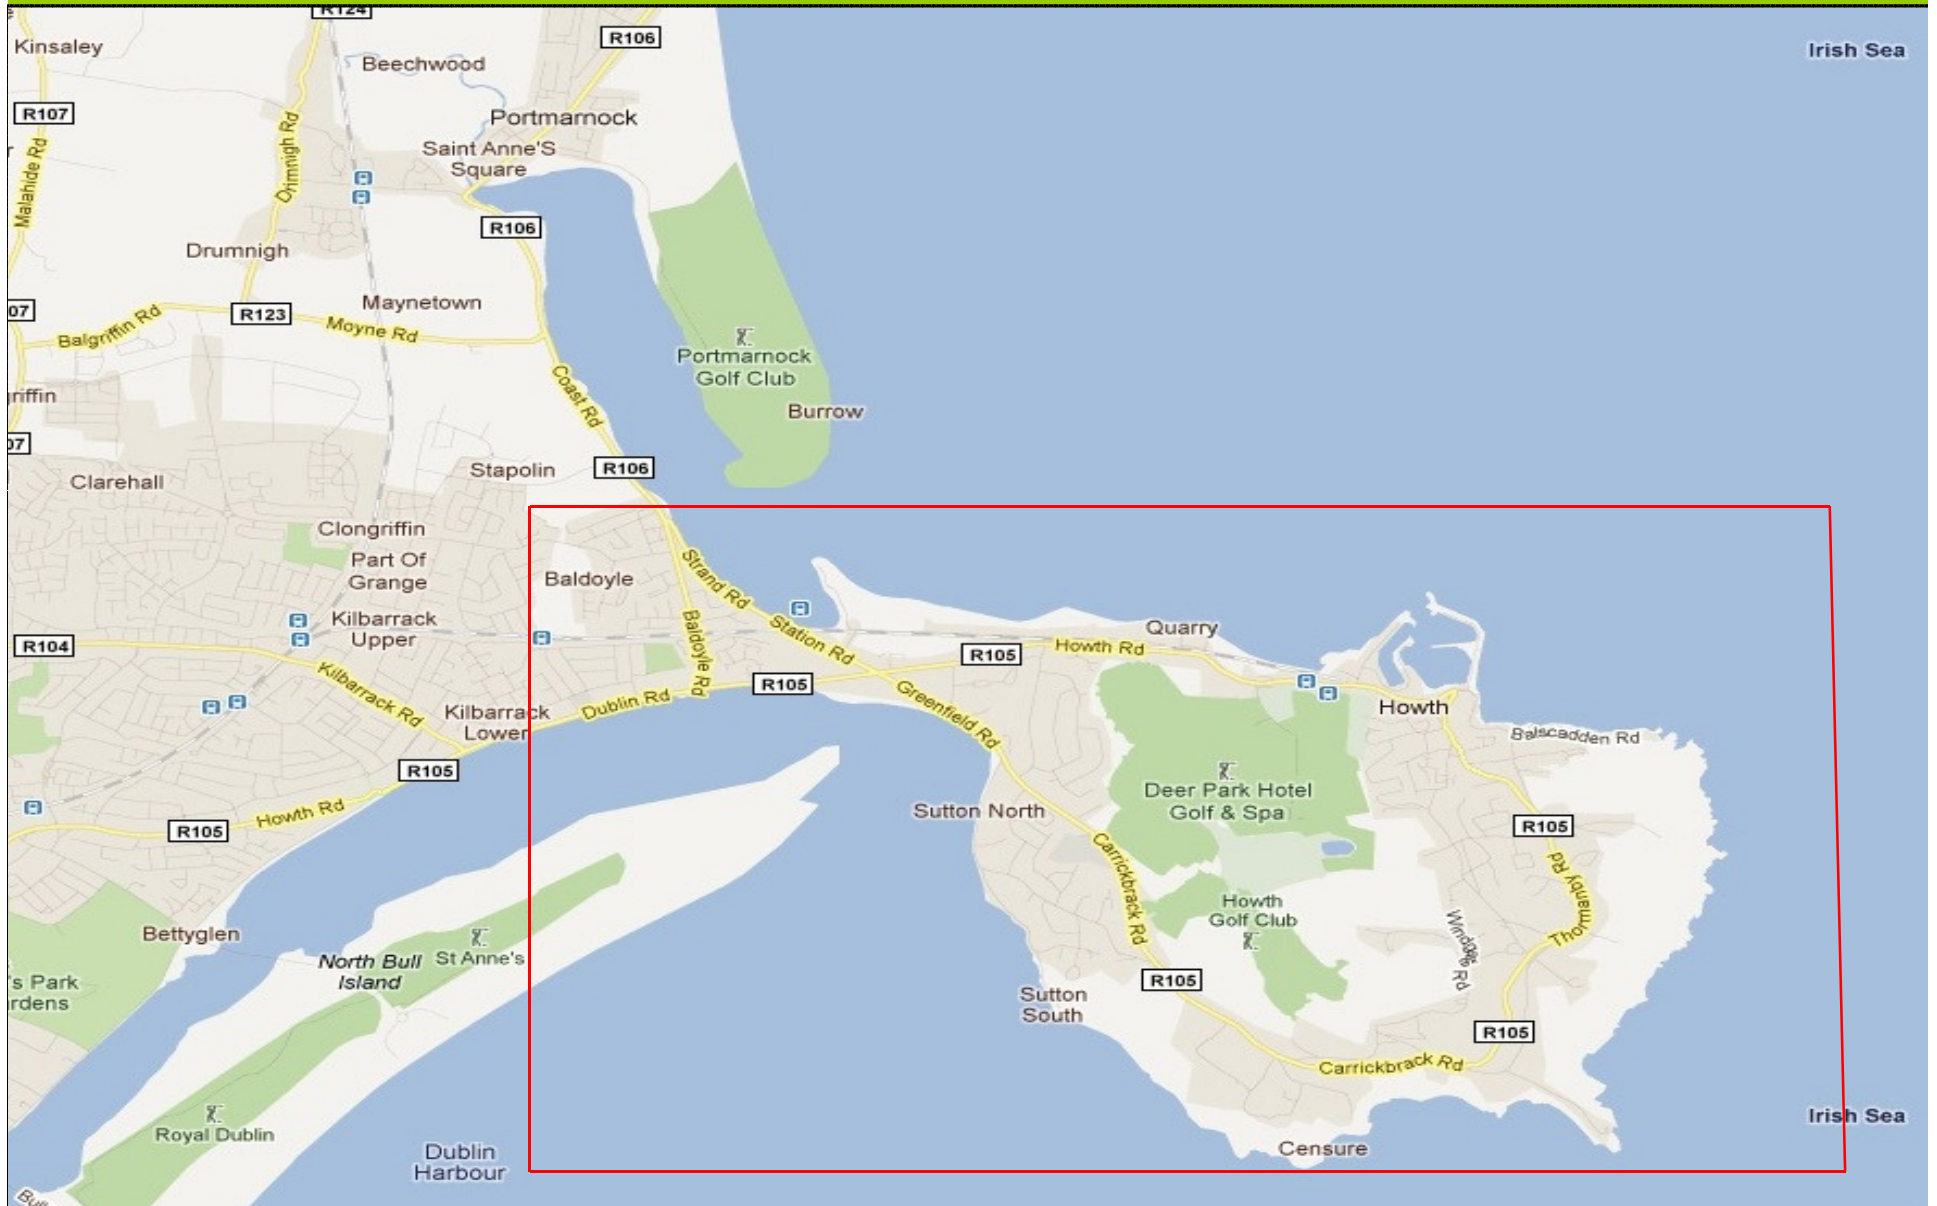 R124
Kinsaley
Beechwood
R106
Irish Sea
R107
Portmarnock
Saint Anne'S
Square
Malahide Rd
Drimnigh Rd
R106
Drumnigh
Maynetown
07
R123
Balgriffin Rd
Moyne Rd
Portmarnock
Golf Club
Coast Rd
griffin
Burrow
07
Stapolin
R106
Clarehall
Clongriffin
Part Of
Grange
Baldoyle
Strand Rd
Kilbarrack
Upper
Baldoyle Rd
Station Rd
Quarry
R104
Howth Rd
R105
Kilbarrack Rd
R105
Dublin Rd
Greenfield Rd
Kilbarrack
Lower
Howth
Balscadden Rd
R105
Deer Park Hotel
Golf & Spa
Sutton North
Howth Rd
R105
R105
Carrickbrack Rd
Thormanby Rd
Howth
Golf Club
Windgate Rd
Bettyglen
North Bull
Island
St Anne's
's Park
rdens
R105
Sutton
South
R105
Carrickbrack Rd
Irish Sea
Royal Dublin
Dublin
Harbour
Censure